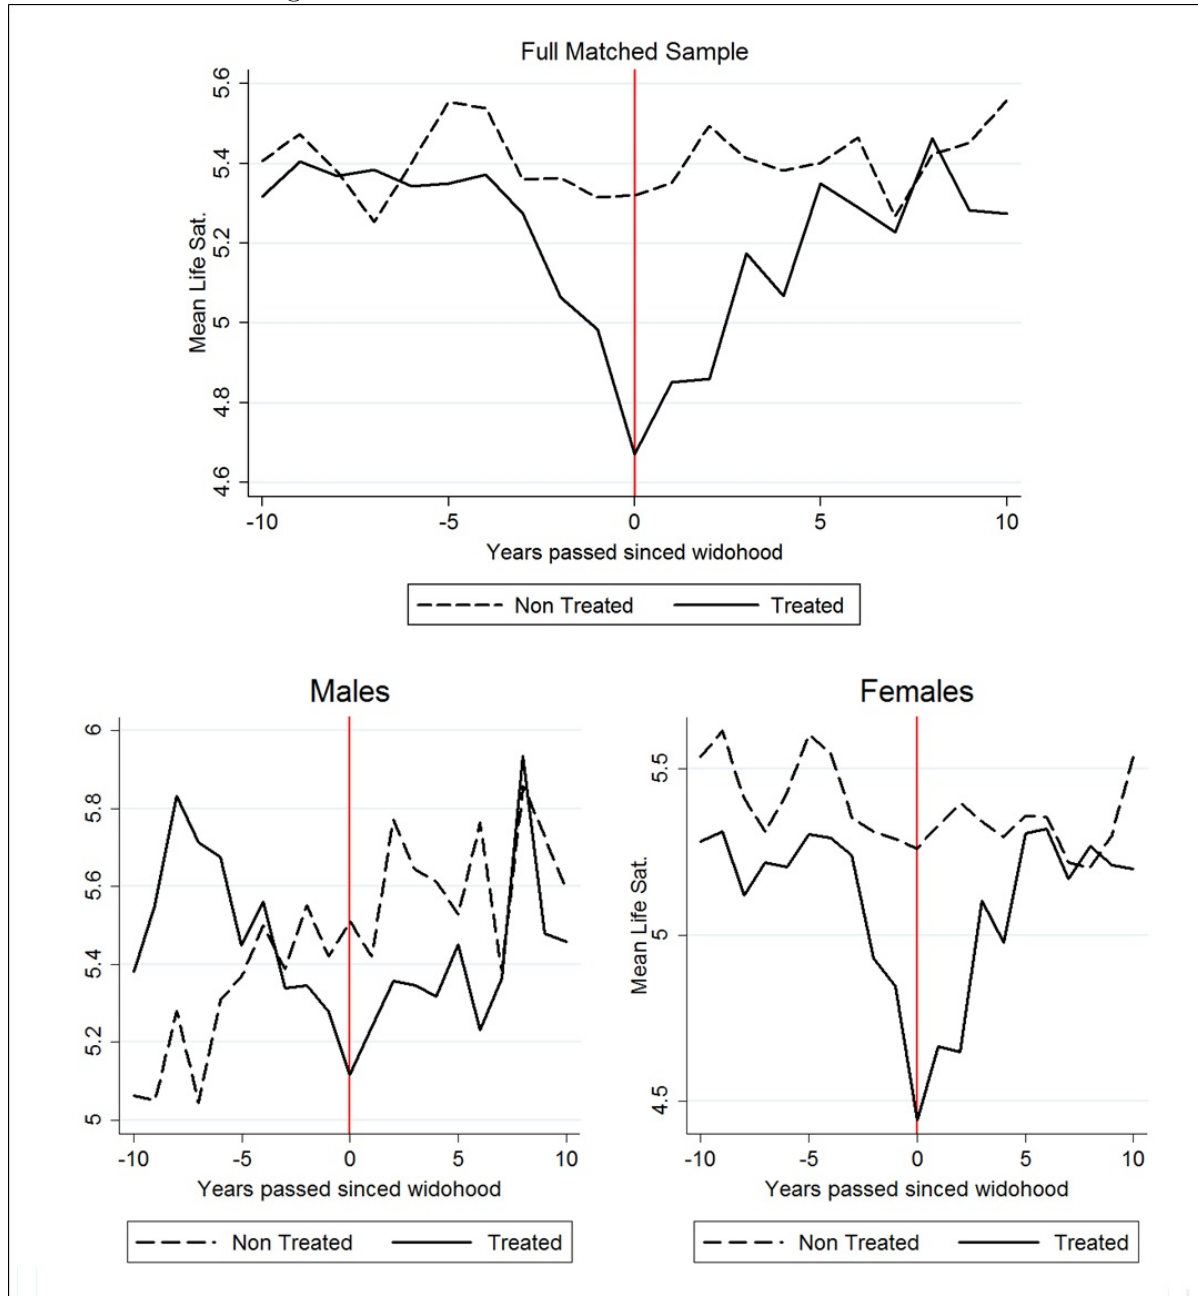 Full Matched Sample
Mean Life Sat.
5.6
5.4
5.2
5
4.8
4.6
-10 -5 0 5 10
Years passed sinced widohood
Non Treated Treated
Males
6
5.8
5.6
5.4
5.2
5
-10 -5 0 5 10
Years passed sinced widohood
Non Treated Treated
Females
Mean Life Sat.
5.5
5
4.5
-10 -5 0 5 10
Years passed sinced widohood
Non Treated Treated